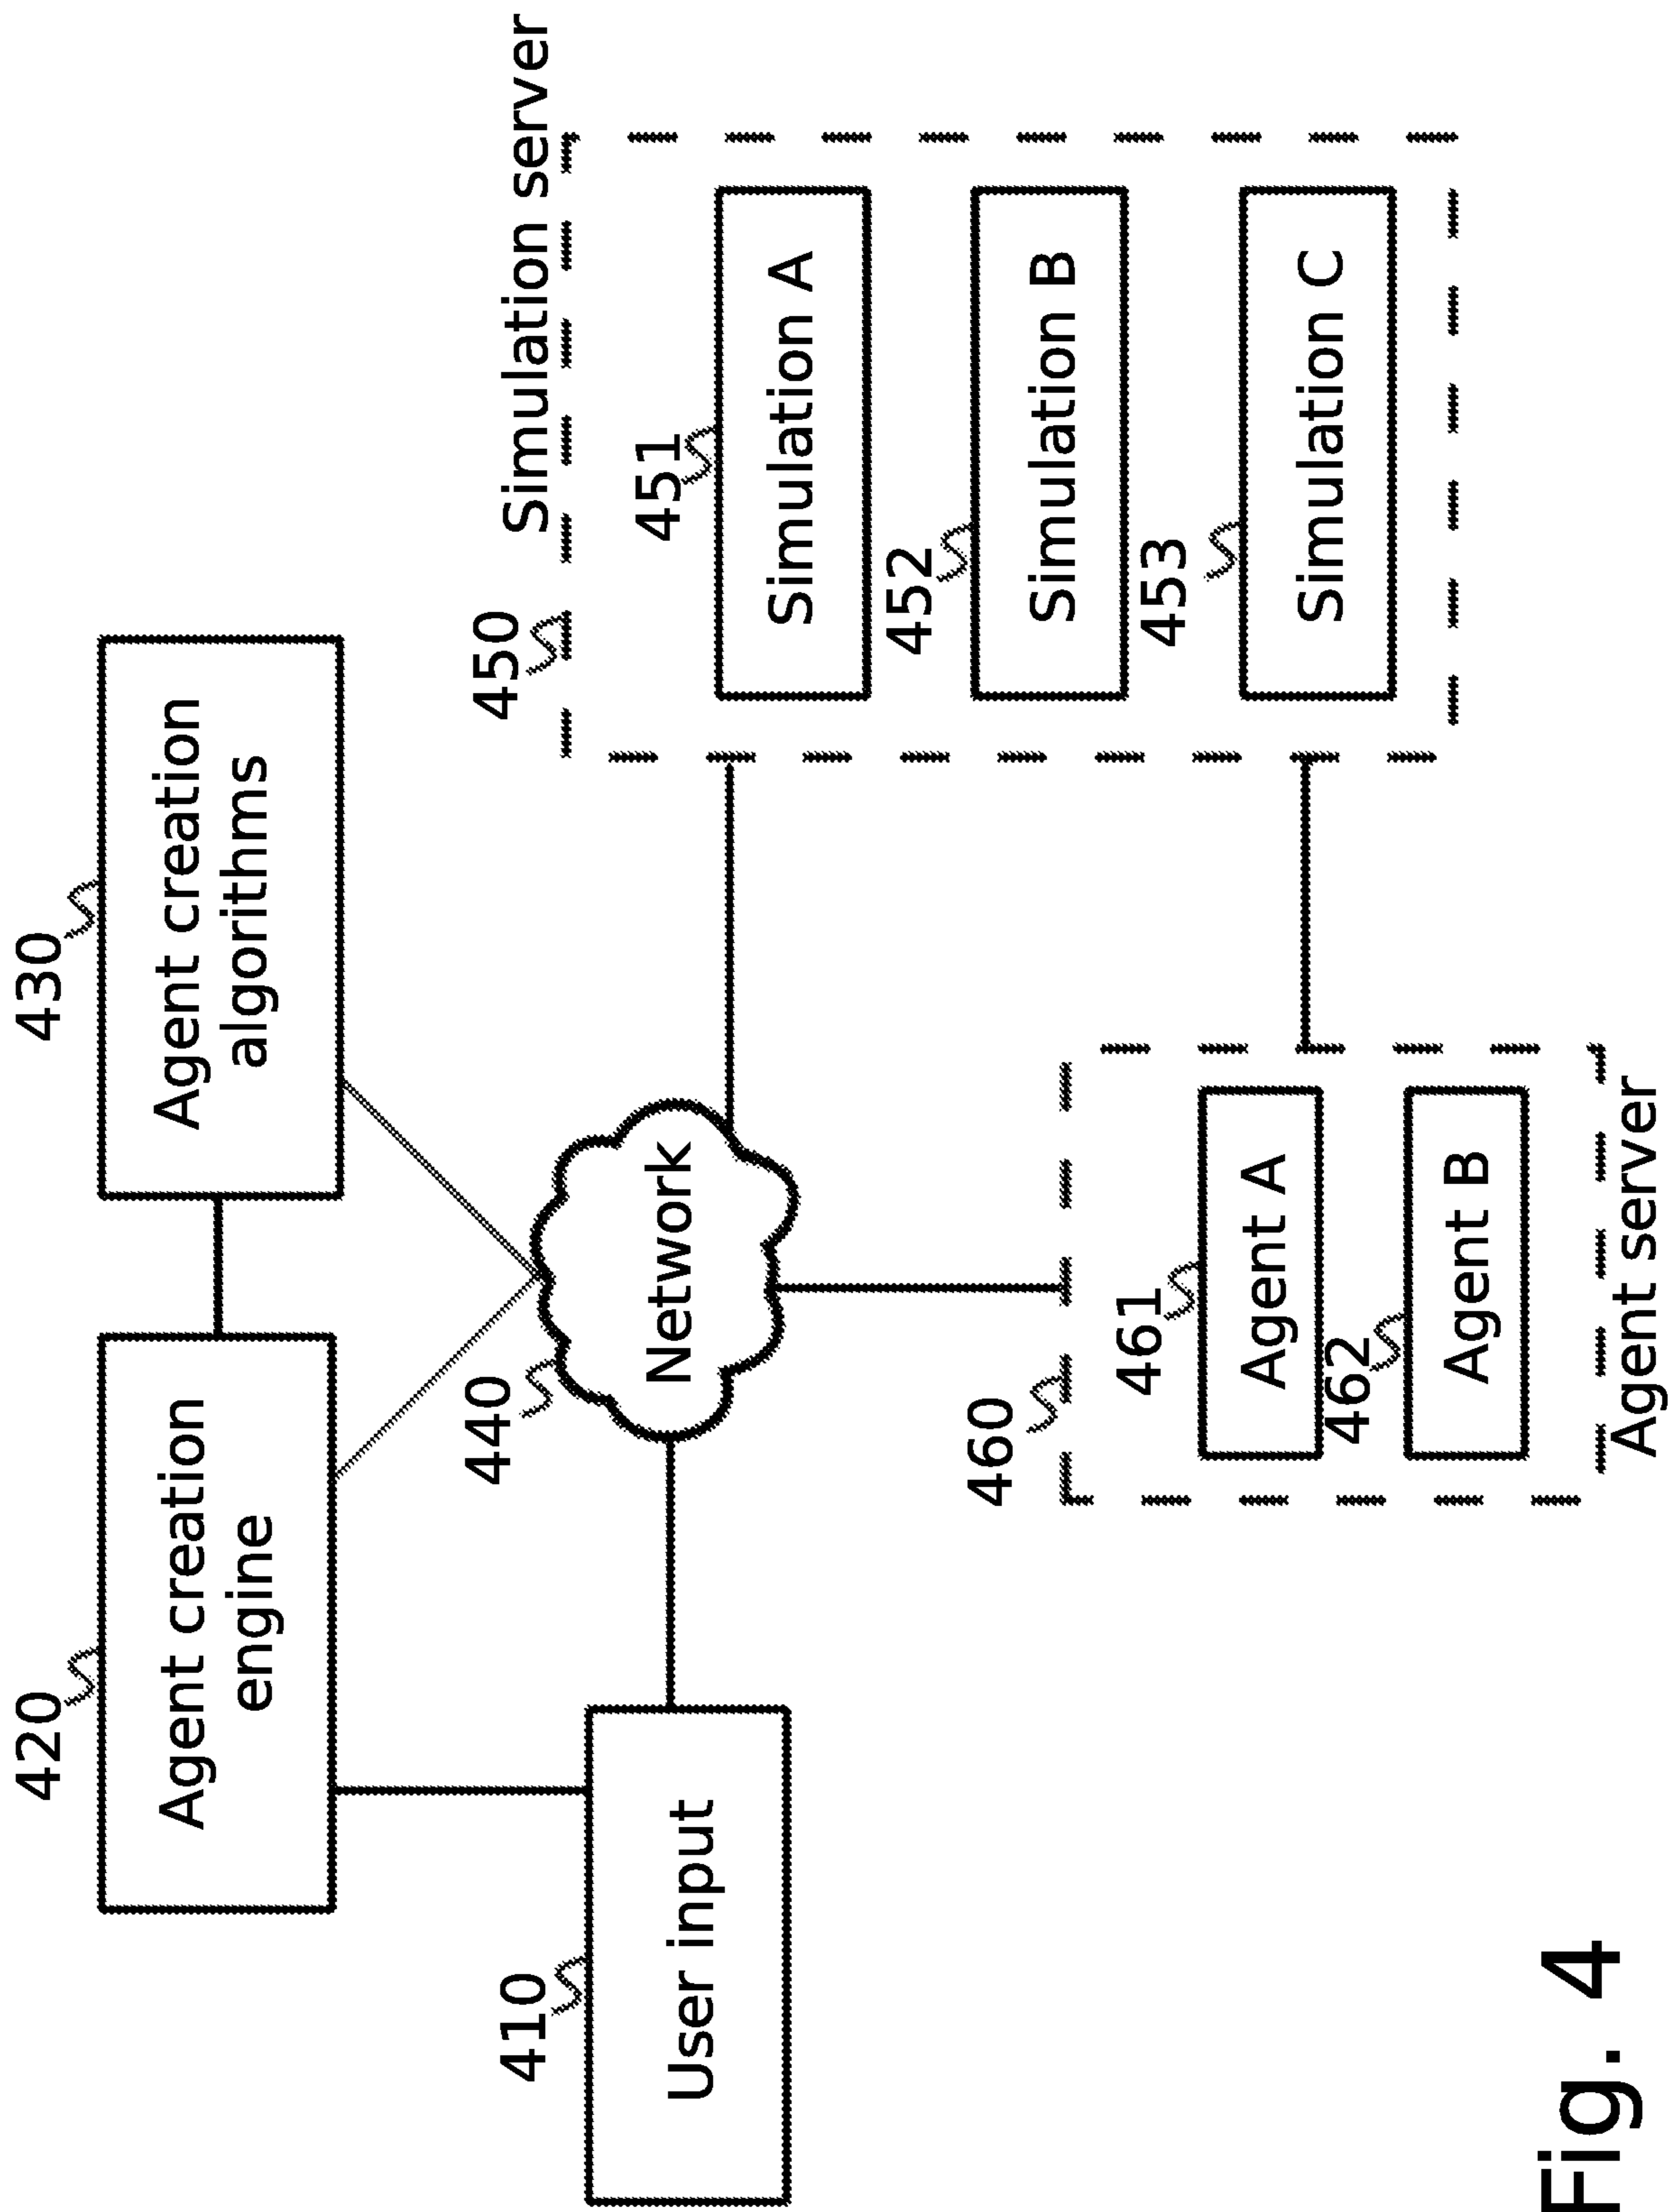 420
430
Agent creation
engine
Agent creation
algorithms
410
User input
440
Network
450
Simulation server
451
Simulation A
452
Simulation B
453
Simulation C
460
461
Agent A
462
Agent B
Agent server
Fig. 4